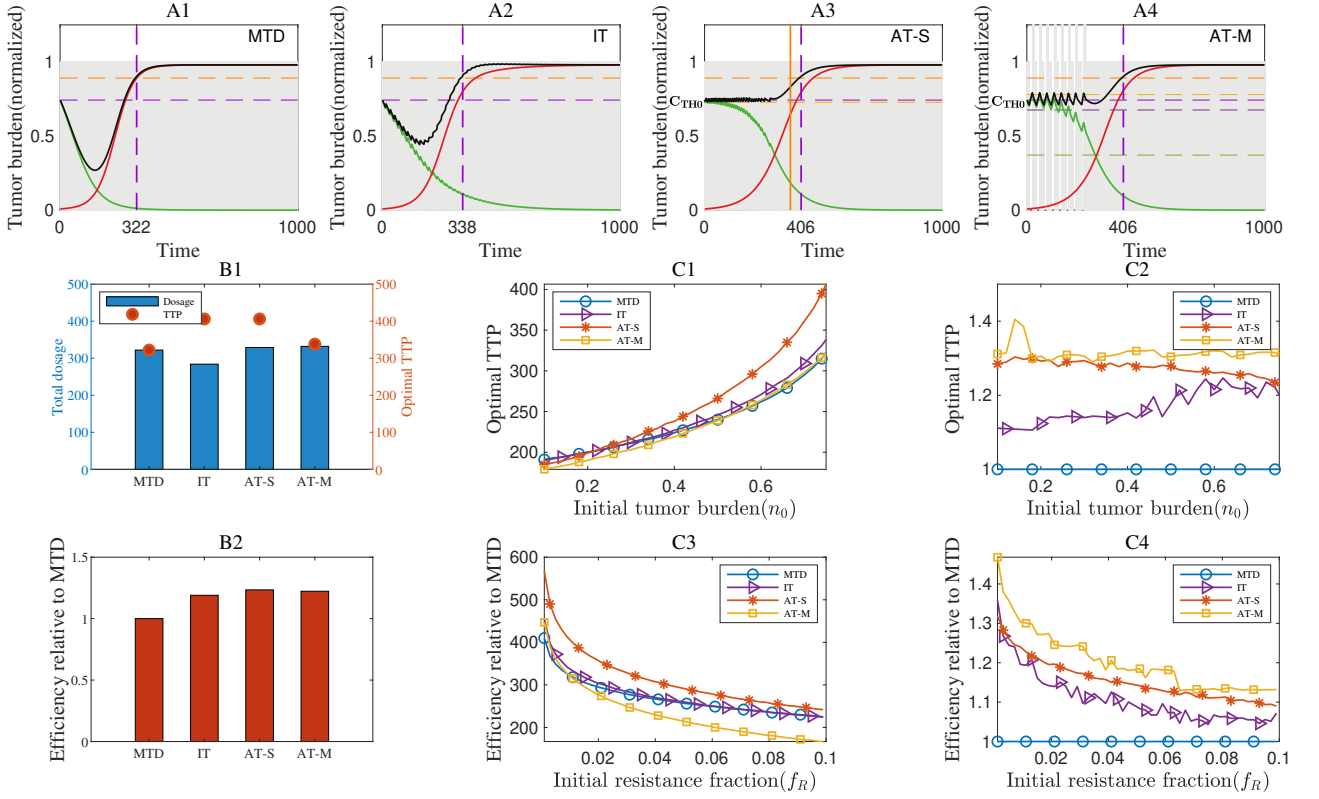 A1
A2
A3
A4
Tumor burden(normalized)
1
0.5
0
MTD
0
322
1000
Time
Tumor burden(normalized)
1
0.5
0
IT
0
338
1000
Time
Tumor burden(normalized)
1
C_TH0
0.5
0
AT-S
0
406
1000
Time
Tumor burden(normalized)
1
C_TH0
0.5
0
AT-M
0
406
1000
Time
B1
Total dosage
500
400
300
200
100
0
Dosage
TTP
500
400
300
200
100
0
Optimal TTP
MTD
IT
AT-S
AT-M
C1
Optimal TTP
400
350
300
250
200
MTD
IT
AT-S
AT-M
0.2
0.4
0.6
Initial tumor burden(n_0)
C2
Optimal TTP
1.4
1.2
1
MTD
IT
AT-S
AT-M
0.2
0.4
0.6
Initial tumor burden(n_0)
B2
Efficiency relative to MTD
1.5
1
0.5
0
MTD
IT
AT-S
AT-M
C3
Efficiency relative to MTD
600
500
400
300
200
MTD
IT
AT-S
AT-M
0.02
0.04
0.06
0.08
0.1
Initial resistance fraction(f_R)
C4
Efficiency relative to MTD
1.4
1.3
1.2
1.1
1
MTD
IT
AT-S
AT-M
0.02
0.04
0.06
0.08
0.1
Initial resistance fraction(f_R)